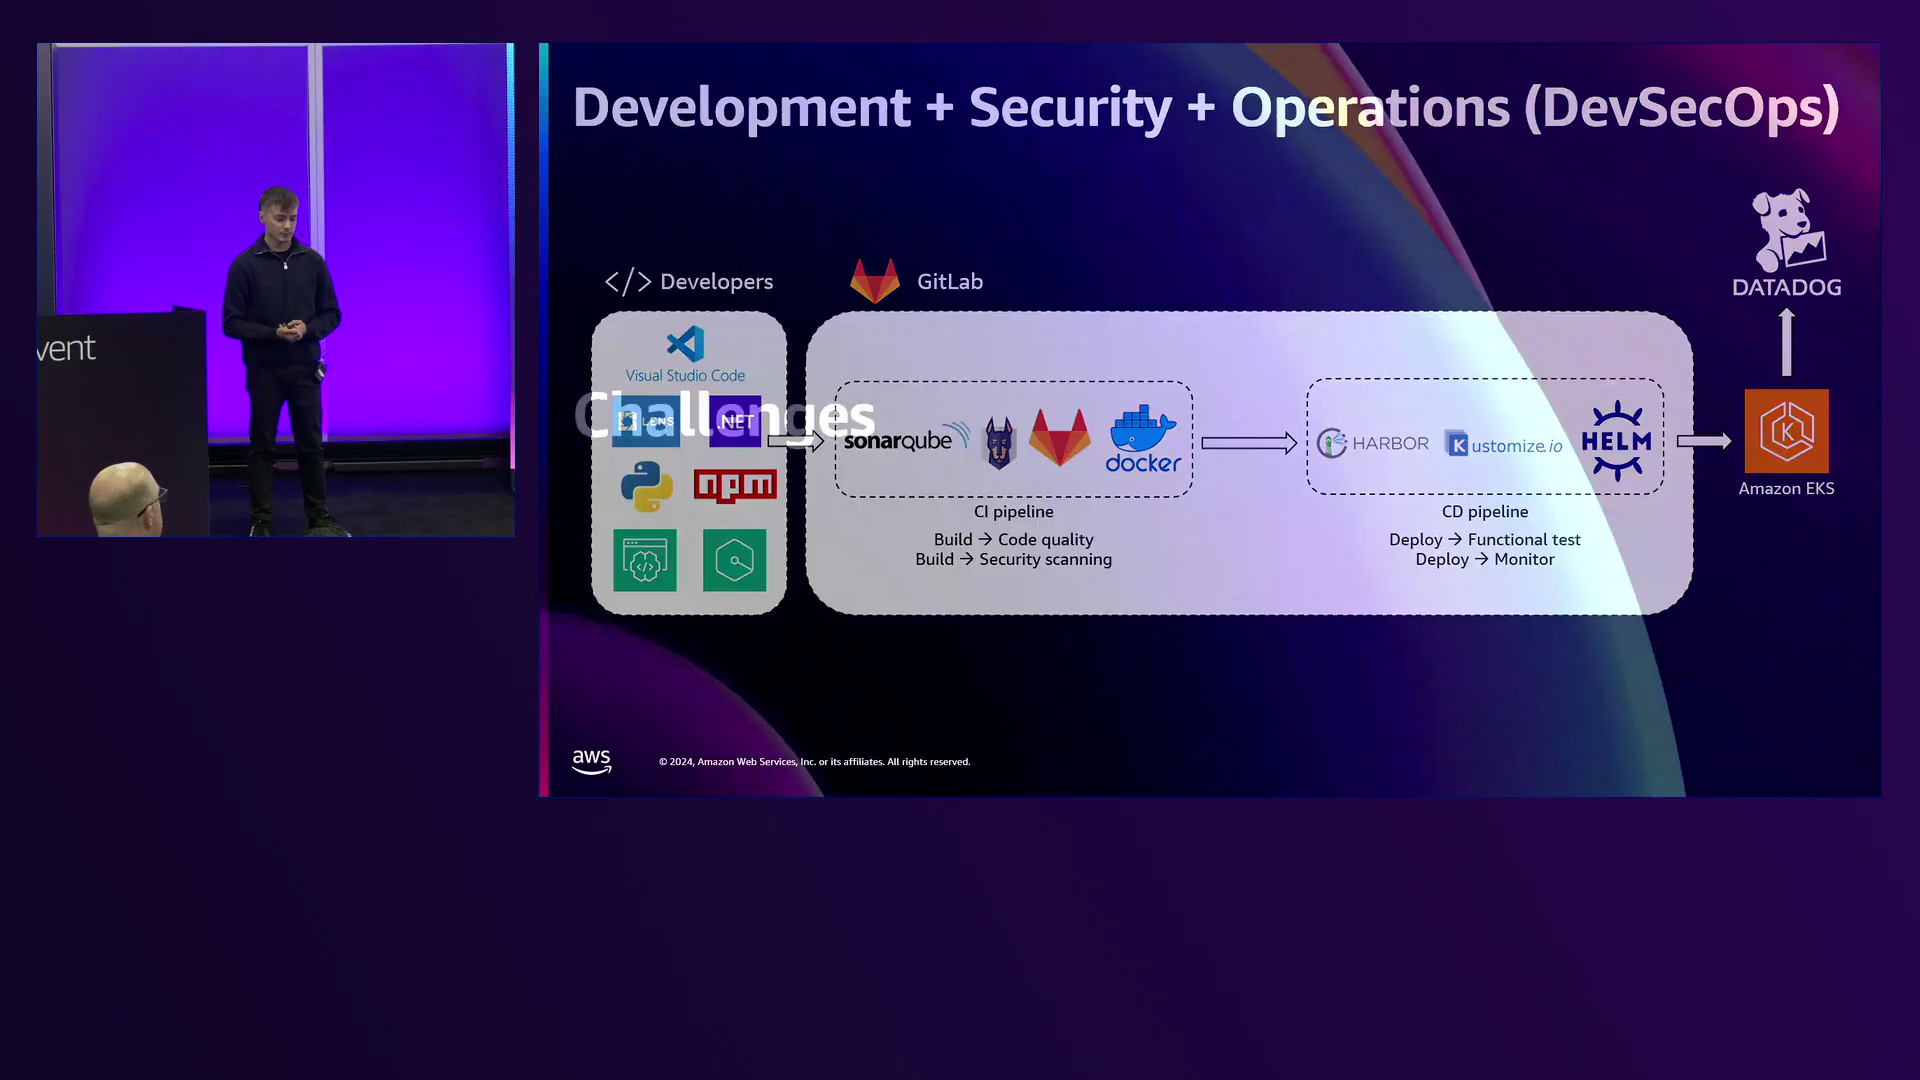 vent
Development + Security + Operations (DevSecOps)
</> Developers
GitLab
DATADOG
Visual Studio Code
Challenges
LENS
.NET
npm
sonarqube
docker
HARBOR
Kustomize.io
HELM
Amazon EKS
CI pipeline
Build → Code quality
Build → Security scanning
CD pipeline
Deploy → Functional test
Deploy → Monitor
aws
© 2024, Amazon Web Services, Inc. or its affiliates. All rights reserved.